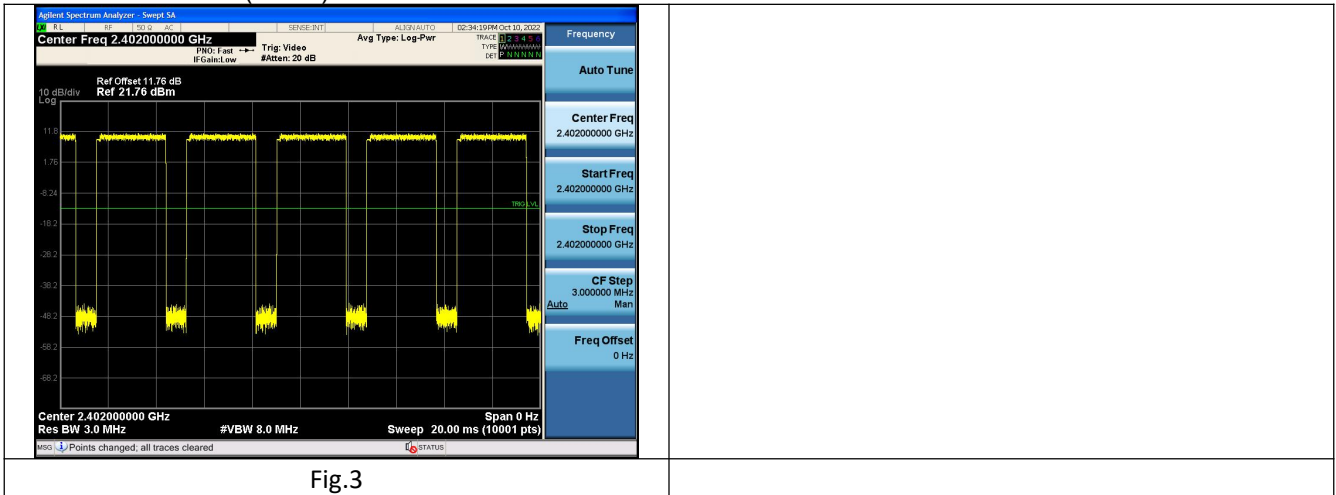 Agilent Spectrum Analyzer - Swept SA
RL RF 50 Ω AC SENSE:INT ALIGN AUTO 02:34:19PM Oct 10, 2022
Center Freq 2.402000000 GHz
PNO: Fast
IFGain:Low
Trig: Video
#Atten: 20 dB
Avg Type: Log-Pwr
TRACE 1 2 3 4 5 6
TYPE
DET P N N N N N
Frequency
Ref Offset 11.76 dB
10 dB/div Ref 21.76 dBm
Log
11.8
1.76
-8.24
TRIG LVL
-18.2
-28.2
-38.2
-48.2
-58.2
-68.2
Center 2.402000000 GHz Span 0 Hz
Res BW 3.0 MHz #VBW 8.0 MHz Sweep 20.00 ms (10001 pts)
MSG Points changed; all traces cleared STATUS
Auto Tune
Center Freq
2.402000000 GHz
Start Freq
2.402000000 GHz
Stop Freq
2.402000000 GHz
CF Step
3.000000 MHz
Auto Man
Freq Offset
0 Hz
Fig.3